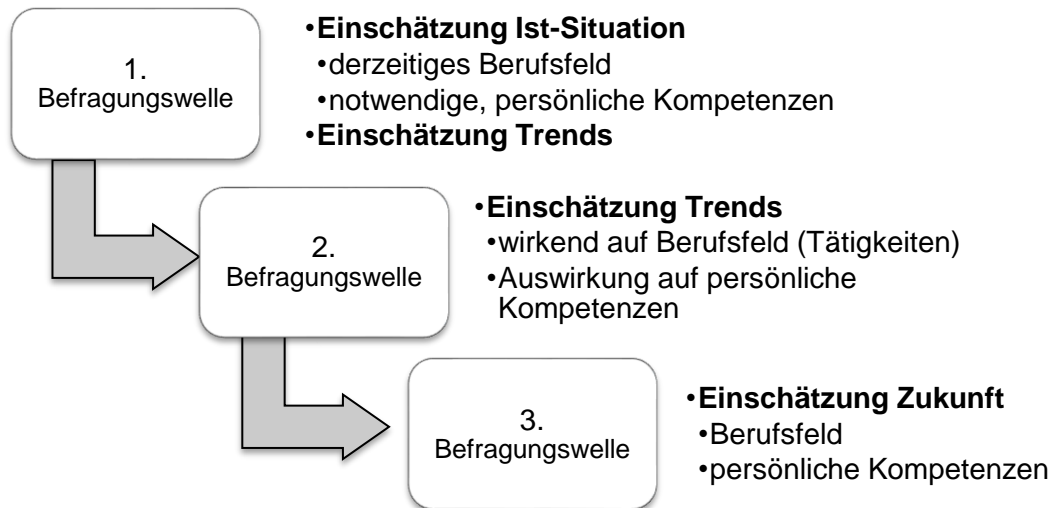 1.
Befragungswelle
•Einschätzung Ist-Situation
•derzeitiges Berufsfeld
•notwendige, persönliche Kompetenzen
•Einschätzung Trends
2.
Befragungswelle
•Einschätzung Trends
•wirkend auf Berufsfeld (Tätigkeiten)
•Auswirkung auf persönliche
Kompetenzen
3.
Befragungswelle
•Einschätzung Zukunft
•Berufsfeld
•persönliche Kompetenzen